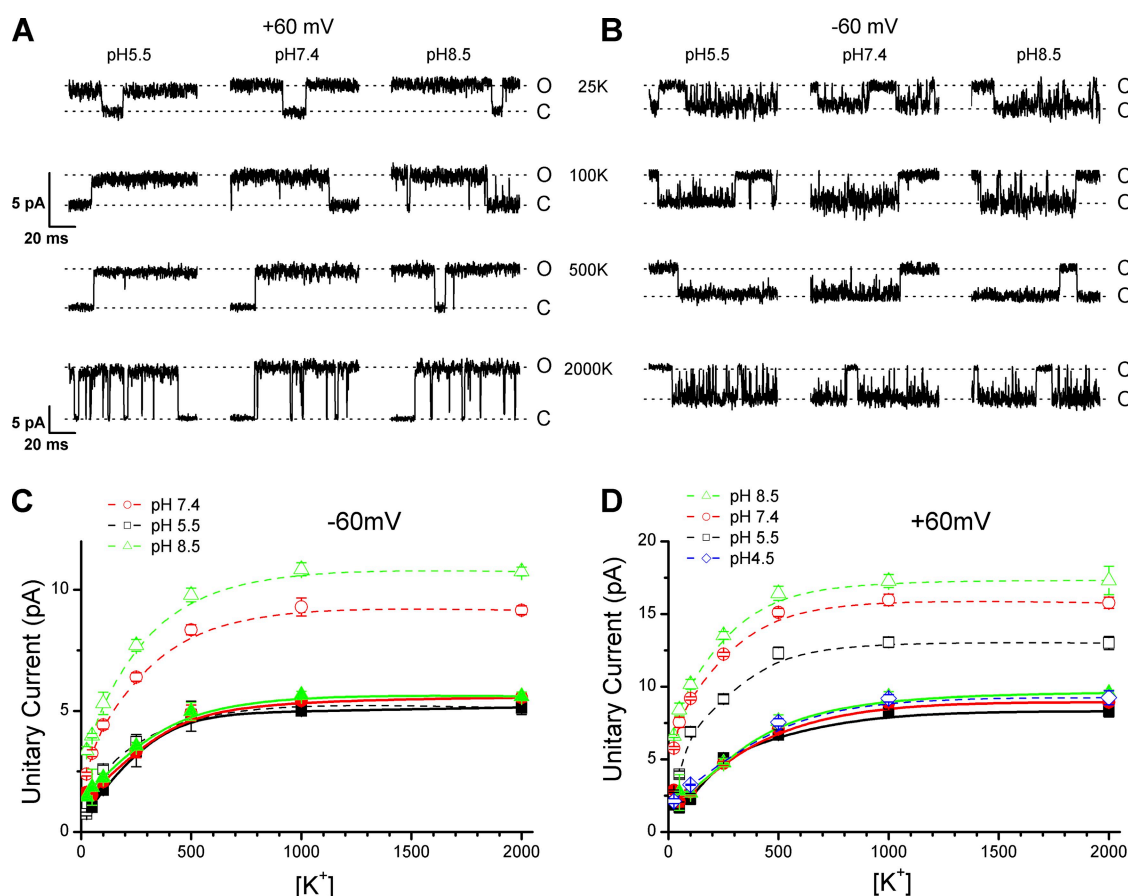 A
+60 mV
pH5.5 pH7.4 pH8.5
O
C
O
C
5 pA
20 ms
O
C
O
C
5 pA
20 ms
25K
100K
500K
2000K
B
-60 mV
pH5.5 pH7.4 pH8.5
C
O
C
O
C
O
C
O
C
-60mV
pH 7.4
pH 5.5
pH 8.5
Unitary Current (pA)
10
5
0
0 500 1000 1500 2000
[K+]
D
+60mV
pH 8.5
pH 7.4
pH 5.5
pH4.5
Unitary Current (pA)
20
15
10
5
0
0 500 1000 1500 2000
[K+]